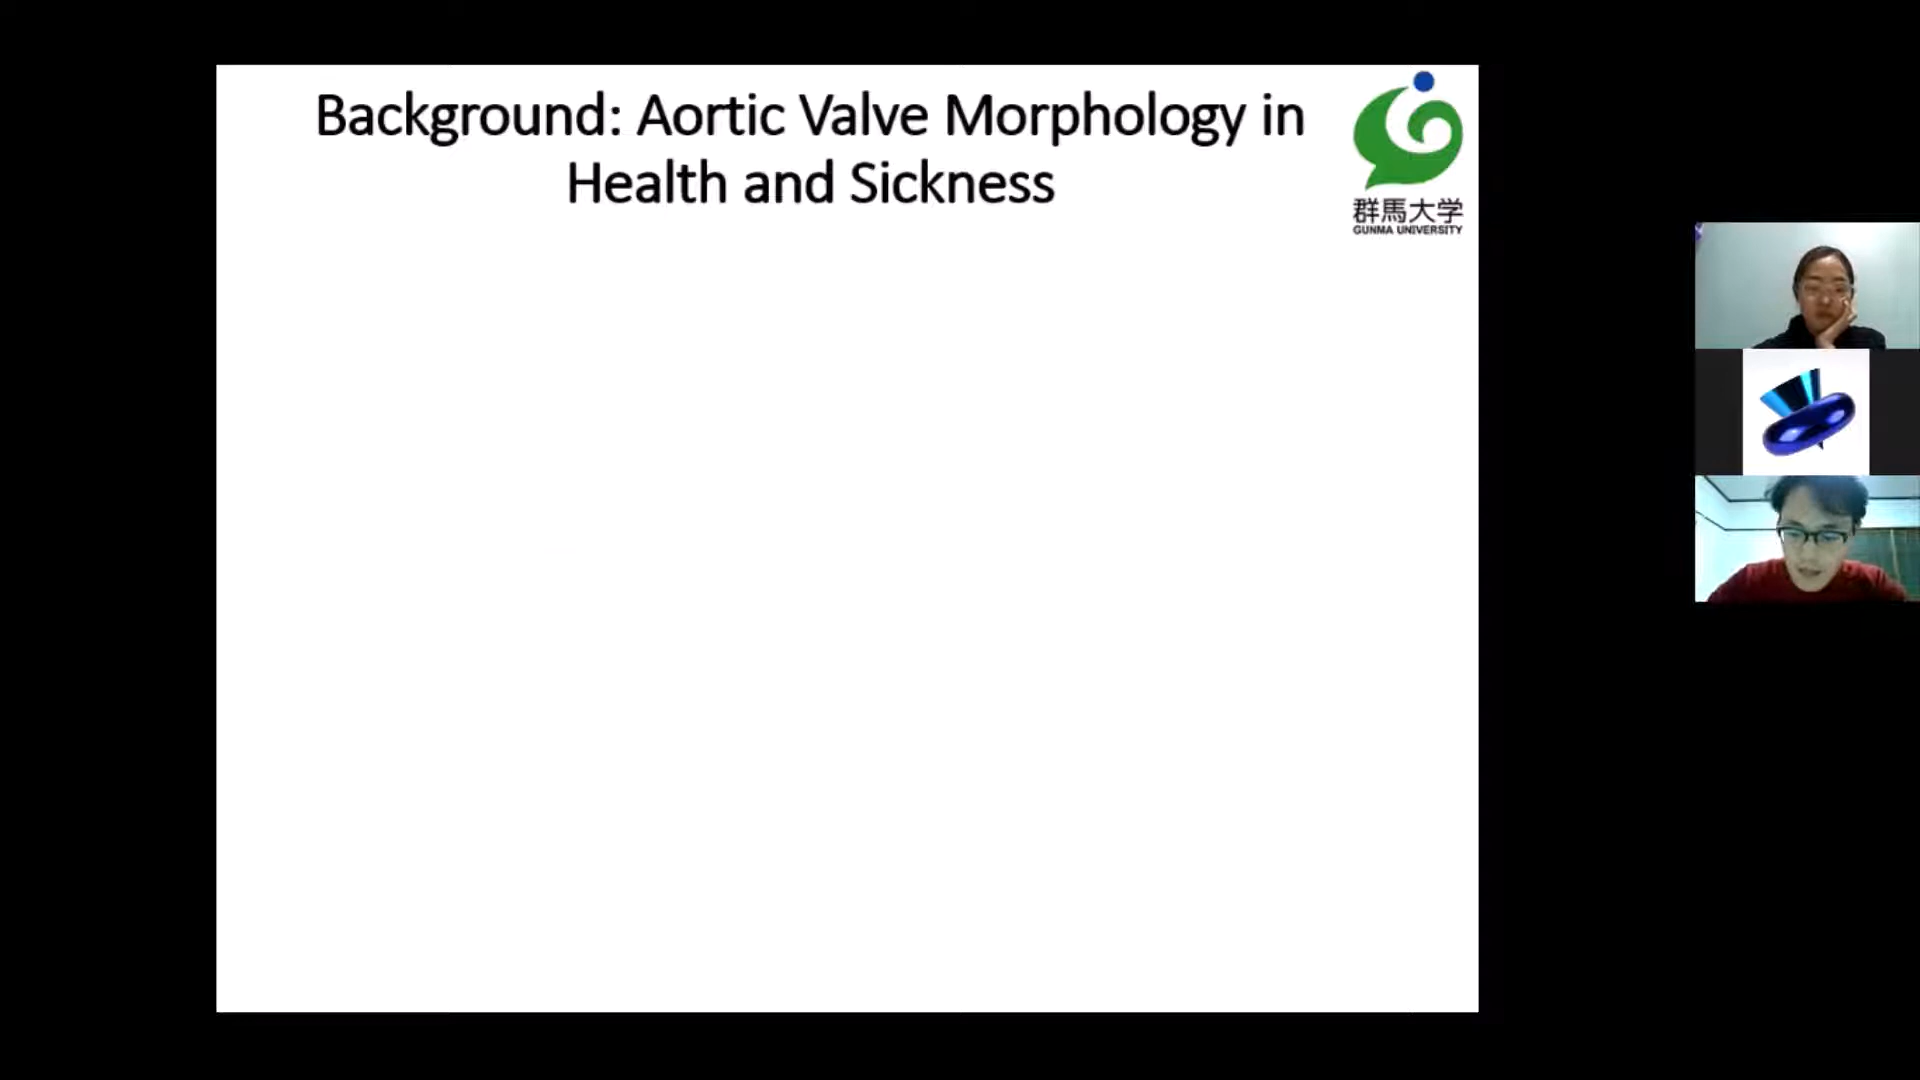 Background: Aortic Valve Morphology in
Health and Sickness
群馬大学
GUNMA UNIVERSITY